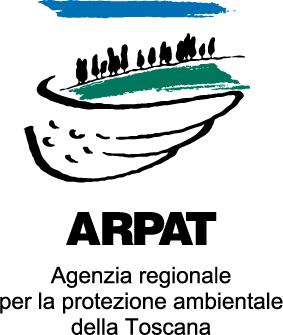 ARPAT
Agenzia regionale
per la protezione ambientale
della Toscana